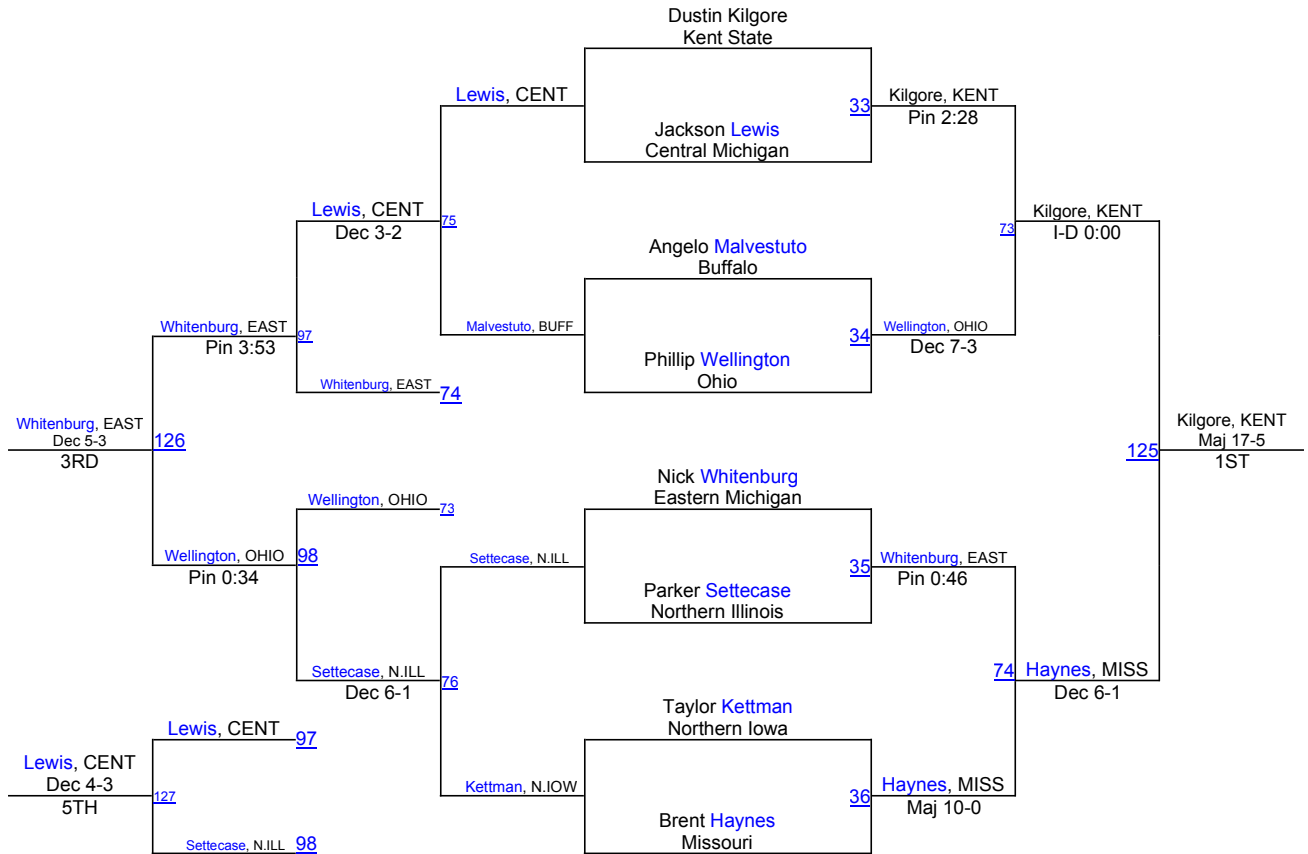 Dustin Kilgore
Kent State
Lewis, CENT
33
Kilgore, KENT
Pin 2:28
Jackson Lewis
Central Michigan
Lewis, CENT
Dec 3-2
75
73
Kilgore, KENT
I-D 0:00
Angelo Malvestuto
Buffalo
Whitenburg, EAST
Pin 3:53
97
Malvestuto, BUFF
34
Wellington, OHIO
Dec 7-3
Phillip Wellington
Ohio
Whitenburg, EAST
74
Whitenburg, EAST
Dec 5-3
3RD
126
125
Kilgore, KENT
Maj 17-5
1ST
Nick Whitenburg
Eastern Michigan
Wellington, OHIO
73
Wellington, OHIO
Pin 0:34
98
Settecase, N.ILL
35
Whitenburg, EAST
Pin 0:46
Parker Settecase
Northern Illinois
Settecase, N.ILL
Dec 6-1
76
74
Haynes, MISS
Dec 6-1
Taylor Kettman
Northern Iowa
Lewis, CENT
97
Lewis, CENT
Dec 4-3
5TH
127
Kettman, N.IOW
36
Haynes, MISS
Maj 10-0
Brent Haynes
Missouri
Settecase, N.ILL
98